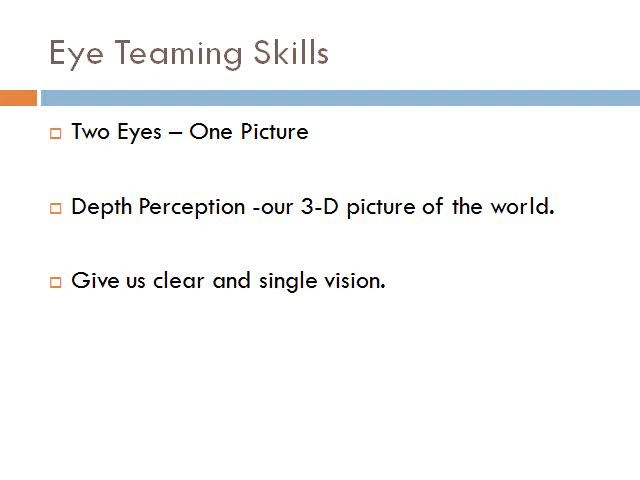 Eye Teaming Skills
Two Eyes – One Picture
Depth Perception -our 3-D picture of the world.
Give us clear and single vision.